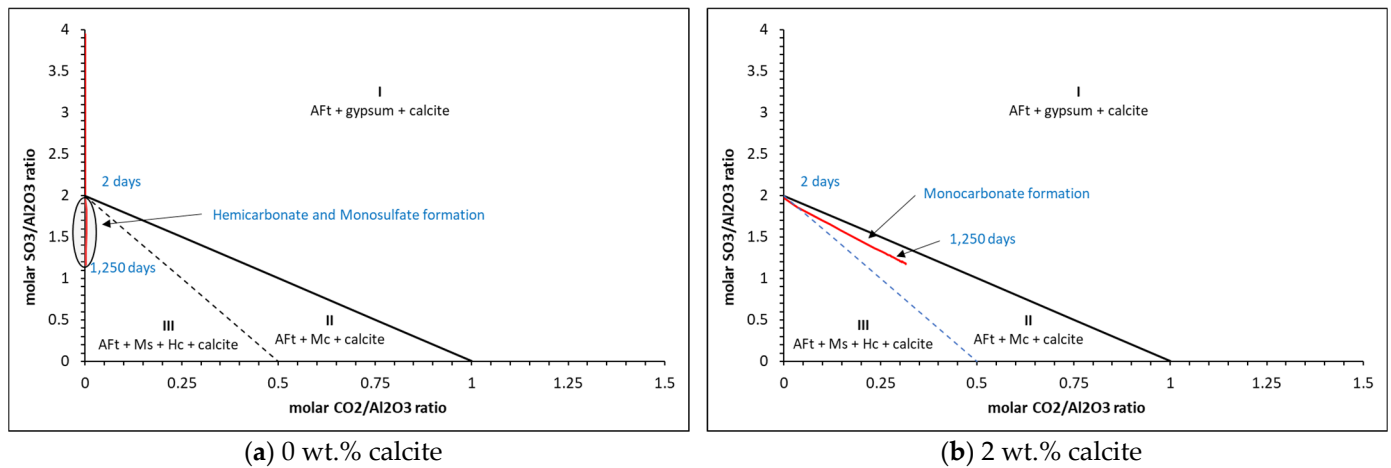 4
3.5
3
2.5
2
1.5
1
0.5
0
molar SO3/Al2O3 ratio
I
AFt + gypsum + calcite
2 days
Hemicarbonate and Monosulfate formation
1,250 days
III
AFt + Ms + Hc + calcite
II
AFt + Mc + calcite
0 0.25 0.5 0.75 1 1.25 1.5
molar CO2/Al2O3 ratio
(a) 0 wt.% calcite
4
3.5
3
2.5
2
1.5
1
0.5
0
molar SO3/Al2O3 ratio
I
AFt + gypsum + calcite
2 days
Monocarbonate formation
1,250 days
III
AFt + Ms + Hc + calcite
II
AFt + Mc + calcite
0 0.25 0.5 0.75 1 1.25 1.5
molar CO2/Al2O3 ratio
(b) 2 wt.% calcite